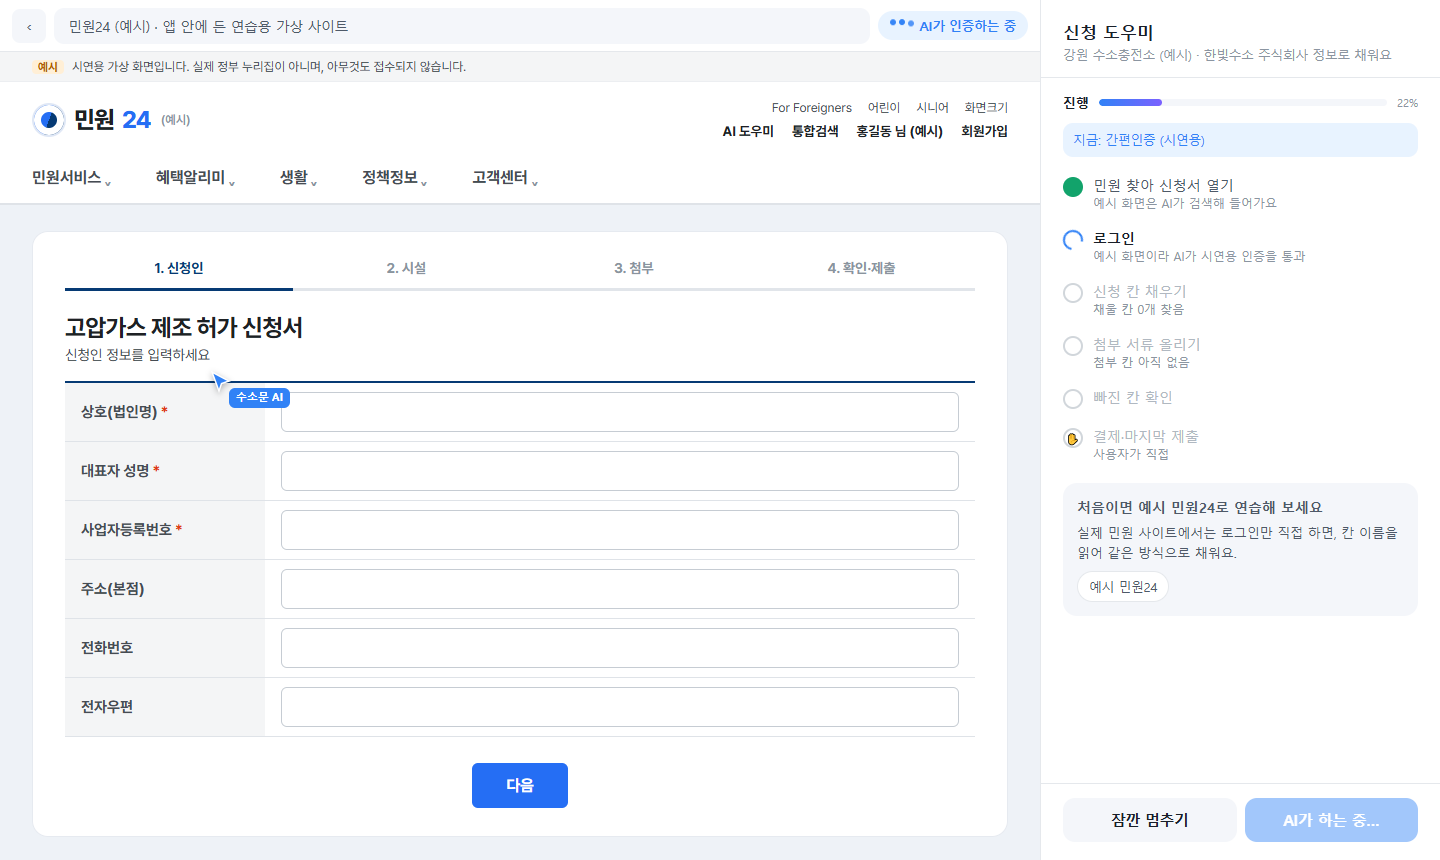 ‹
민원24 (예시) · 앱 안에 든 연습용 가상 사이트
AI가 인증하는 중
예시 시연용 가상 화면입니다. 실제 정부 누리집이 아니며, 아무것도 접수되지 않습니다.
민원 24 (예시)
For Foreigners 어린이 시니어 화면크기
AI 도우미 통합검색 홍길동 님 (예시) 회원가입
민원서비스 혜택알리미 생활 정책정보 고객센터
1. 신청인 2. 시설 3. 첨부 4. 확인·제출
고압가스 제조 허가 신청서
신청인 정보를 입력하세요
수소문 AI
상호(법인명) *
대표자 성명 *
사업자등록번호 *
주소(본점)
전화번호
전자우편
다음
신청 도우미
강원 수소충전소 (예시) · 한빛수소 주식회사 정보로 채워요
진행 22%
지금: 간편인증 (시연용)
민원 찾아 신청서 열기
예시 화면은 AI가 검색해 들어가요
로그인
예시 화면이라 AI가 시연용 인증을 통과
신청 칸 채우기
채울 칸 0개 찾음
첨부 서류 올리기
첨부 칸 아직 없음
빠진 칸 확인
결제·마지막 제출
사용자가 직접
처음이면 예시 민원24로 연습해 보세요
실제 민원 사이트에서는 로그인만 직접 하면, 칸 이름을
읽어 같은 방식으로 채워요.
예시 민원24
잠깐 멈추기
AI가 하는 중…